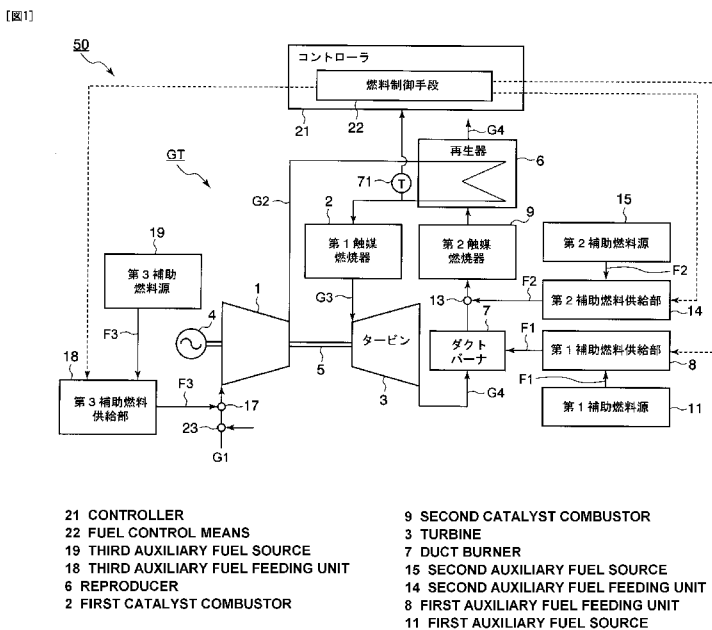 [図1]
50
コントローラ
燃料制御手段
21
22
G4
GT
再生器
6
71
T
G2
2
9
15
19
第1触媒
燃焼器
第2触媒
燃焼器
第2補助燃料源
第3補助
燃料源
1
G3
F2
F2
13
第2補助燃料供給部
14
7
4
F3
タービン
ダクト
バーナ
F1
第1補助燃料供給部
8
18
5
F1
第3補助燃料
供給部
F3
3
G4
17
第1補助燃料源
11
23
G1
21 CONTROLLER
22 FUEL CONTROL MEANS
19 THIRD AUXILIARY FUEL SOURCE
18 THIRD AUXILIARY FUEL FEEDING UNIT
6 REPRODUCER
2 FIRST CATALYST COMBUSTOR
9 SECOND CATALYST COMBUSTOR
3 TURBINE
7 DUCT BURNER
15 SECOND AUXILIARY FUEL SOURCE
14 SECOND AUXILIARY FUEL FEEDING UNIT
8 FIRST AUXILIARY FUEL FEEDING UNIT
11 FIRST AUXILIARY FUEL SOURCE